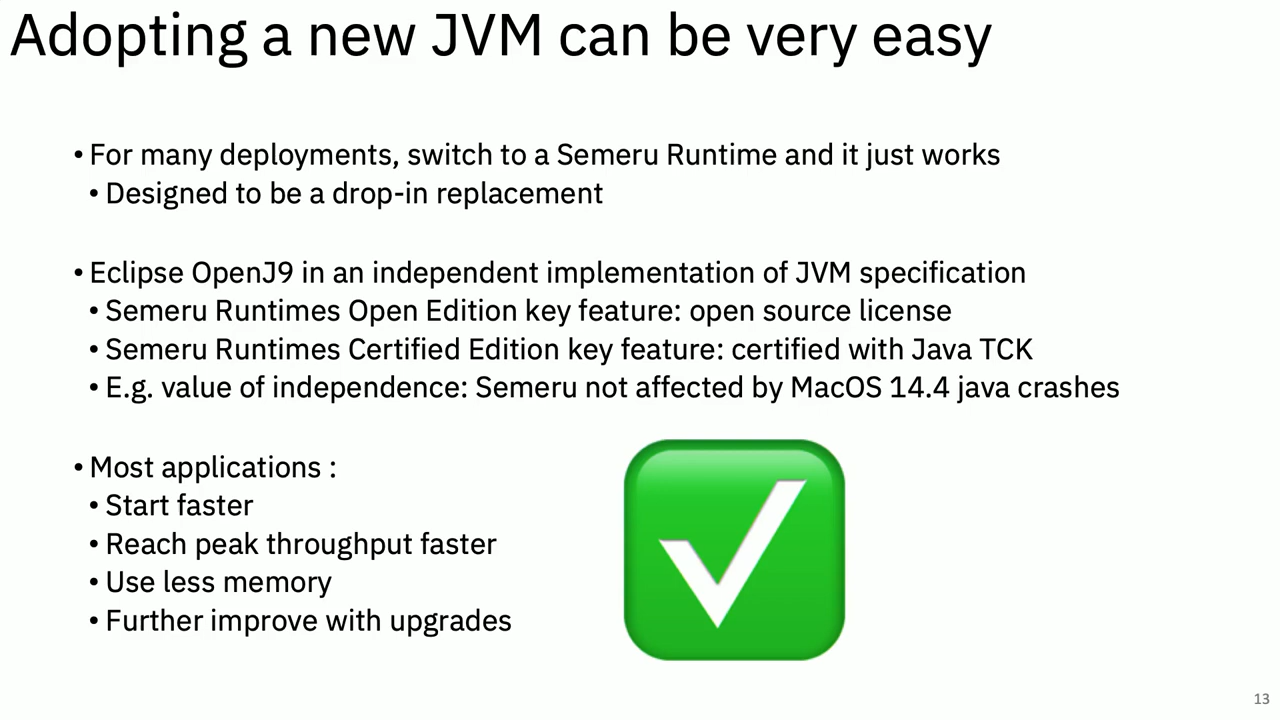 Adopting a new JVM can be very easy
• For many deployments, switch to a Semeru Runtime and it just works
• Designed to be a drop-in replacement
• Eclipse OpenJ9 in an independent implementation of JVM specification
• Semeru Runtimes Open Edition key feature: open source license
• Semeru Runtimes Certified Edition key feature: certified with Java TCK
• E.g. value of independence: Semeru not affected by MacOS 14.4 java crashes
• Most applications :
• Start faster
• Reach peak throughput faster
• Use less memory
• Further improve with upgrades
13